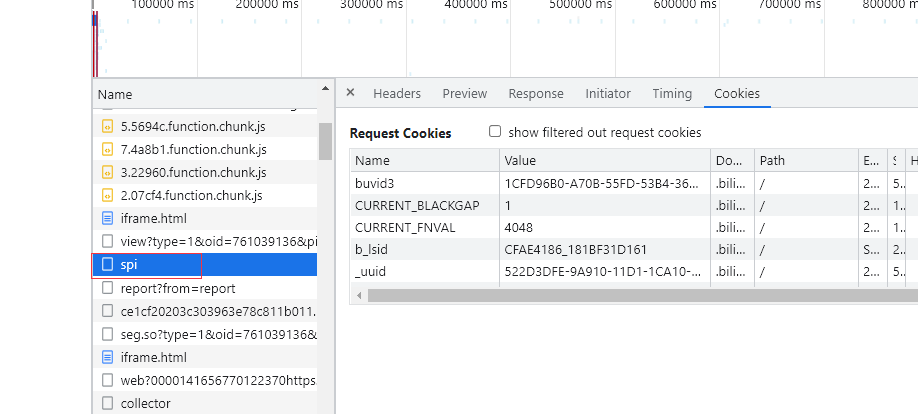 100000 ms 200000 ms 300000 ms 400000 ms 500000 ms 600000 ms 700000 ms 800000 m
Name
5.5694c.function.chunk.js
7.4a8b1.function.chunk.js
3.22960.function.chunk.js
2.07cf4.function.chunk.js
iframe.html
view?type=1&oid=761039136&pi
spi
report?from=report
ce1cf20203c303963e78c811b011.
seg.so?type=1&oid=761039136&
iframe.html
web?0000141656770122370https.
collector
× Headers Preview Response Initiator Timing Cookies
Request Cookies show filtered out request cookies
Name Value Do... Path E... S H
buvid3 1CFD96B0-A70B-55FD-53B4-36... .bili... / 2... 5..
CURRENT_BLACKGAP 1 .bili... / 2... 1..
CURRENT_FNVAL 4048 .bili... / 2... 1..
b_lsid CFAE4186_181BF31D161 .bili... / S... 2..
_uuid 522D3DFE-9A910-11D1-1CA10-... .bili... / 2... 5..